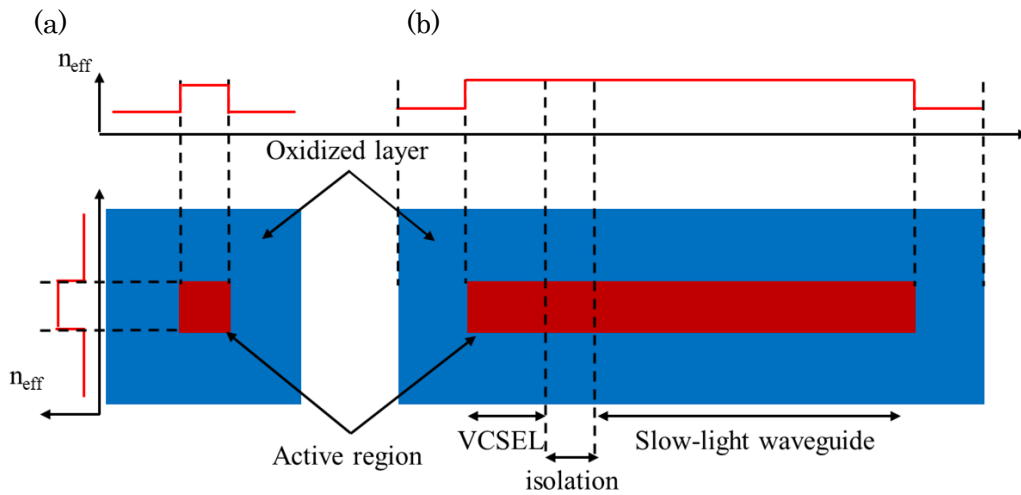 (a)
(b)
n_eff
Oxidized layer
n_eff
Active region
VCSEL
Slow-light waveguide
isolation